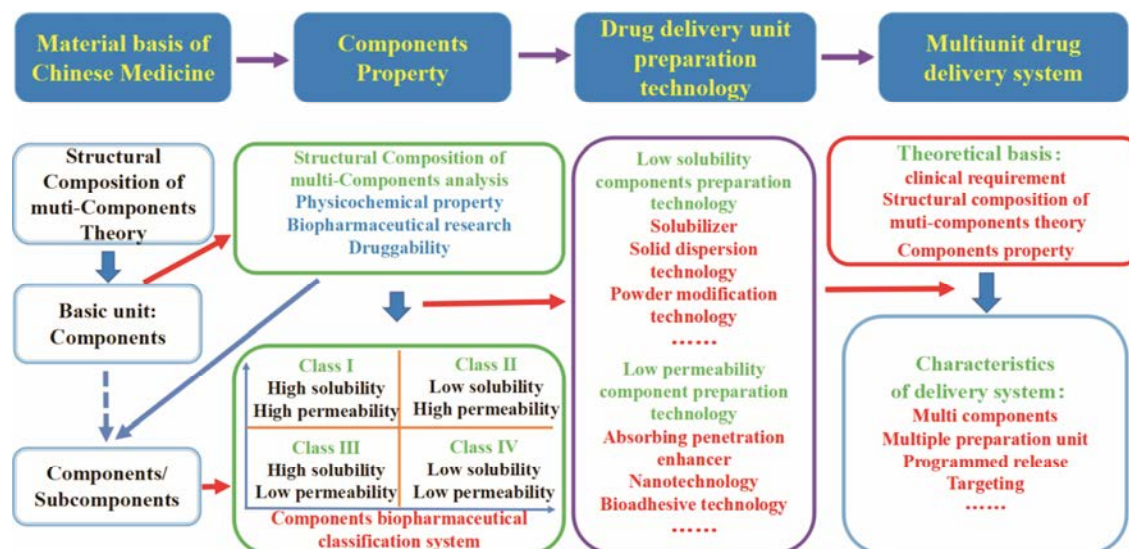 Material basis of
Chinese Medicine
Components
Property
Drug delivery unit
preparation
technology
Multiunit drug
delivery system
Structural
Composition of
muti-Components
Theory
Basic unit:
Components
Components/
Subcomponents
Structural Composition of
multi-Components analysis
Physicochemical property
Biopharmaceutical research
Druggability
Class I
High solubility
High permeability
Class II
Low solubility
High permeability
Class III
High solubility
Low permeability
Class IV
Low solubility
Low permeability
Components biopharmaceutical
classification system
Low solubility
components preparation
technology
Solubilizer
Solid dispersion
technology
Powder modification
technology
……
Low permeability
component preparation
technology
Absorbing penetration
enhancer
Nanotechnology
Bioadhesive technology
……
Theoretical basis:
clinical requirement
Structural composition of
muti-components theory
Components property
Characteristics
of delivery system:
Multi components
Multiple preparation unit
Programmed release
Targeting
……